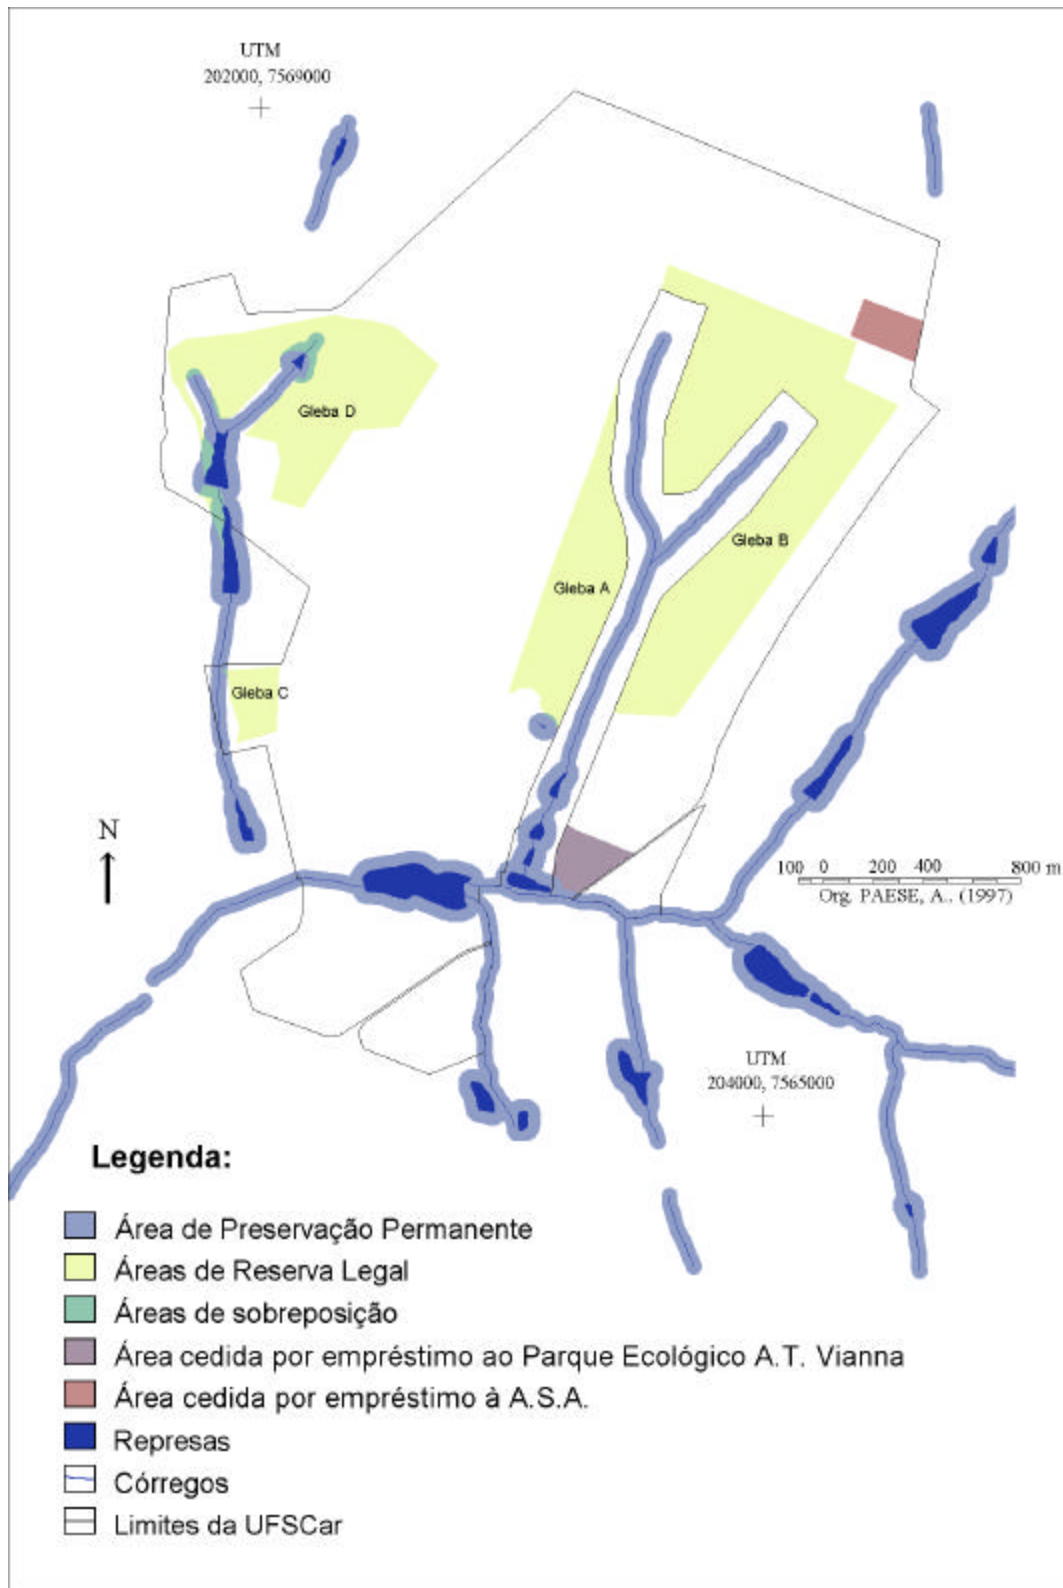 UTM
202000, 7569000
Gleba D
Gleba B
Gleba A
Gleba C
N
100 0 200 400 800 m
Org. PAESE, A.. (1997)
UTM
204000, 7565000
Legenda:
Área de Preservação Permanente
Áreas de Reserva Legal
Áreas de sobreposição
Área cedida por empréstimo ao Parque Ecológico A.T. Vianna
Área cedida por empréstimo à A.S.A.
Represas
Córregos
Limites da UFSCar